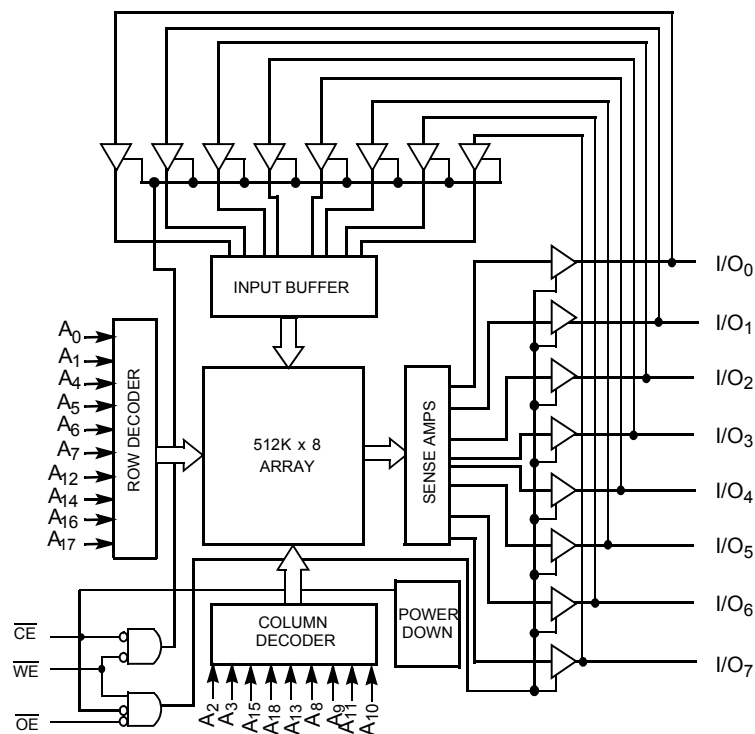 INPUT BUFFER
I/O0
I/O1
I/O2
I/O3
I/O4
I/O5
I/O6
I/O7
A0
A1
A4
A5
A6
A7
A12
A14
A16
A17
ROW DECODER
512K x 8
ARRAY
SENSE AMPS
COLUMN
DECODER
POWER
DOWN
CE
WE
OE
A2
A3
A15
A18
A13
A8
A9
A11
A10